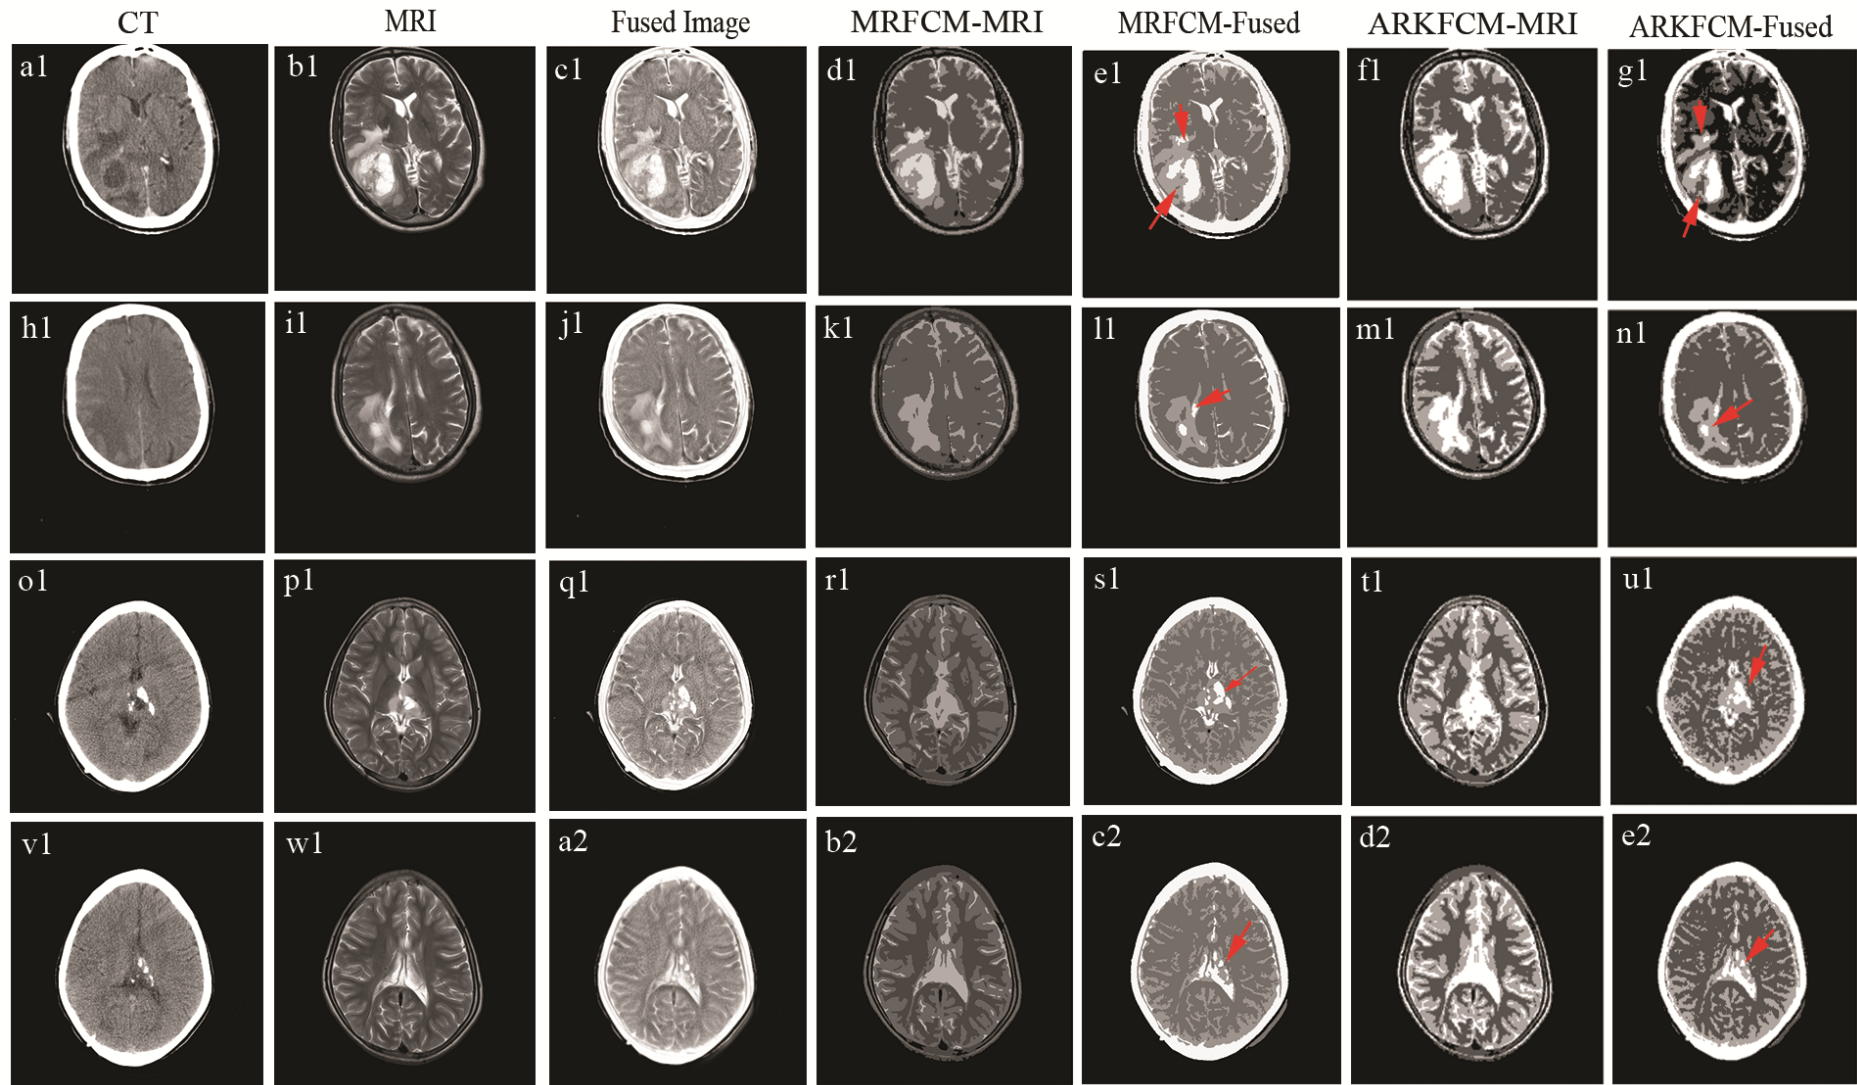 CT MRI Fused Image MRFCM-MRI MRFCM-Fused ARKFCM-MRI ARKFCM-Fused
a1 b1 c1 d1 e1 f1 g1
h1 i1 j1 k1 l1 m1 n1
o1 p1 q1 r1 s1 t1 u1
v1 w1 a2 b2 c2 d2 e2